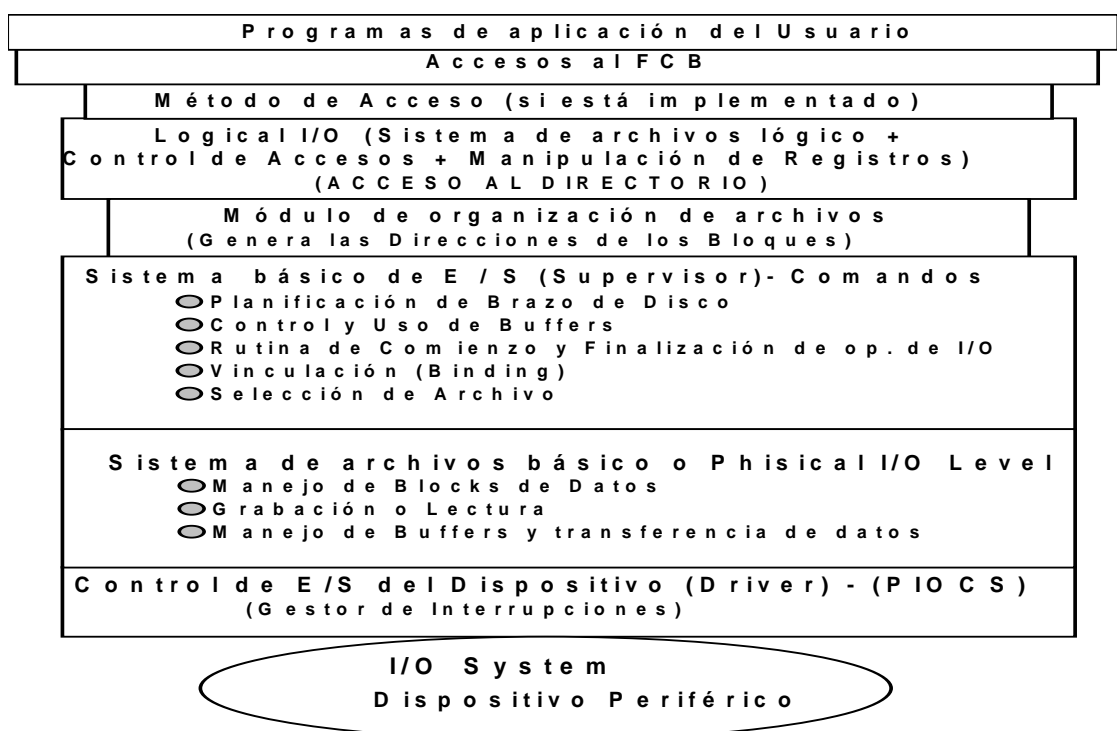 Programas de aplicación del Usuario
Accesos al FCB
Método de Acceso (si está implementado)
Logical I/O (Sistema de archivos lógico +
Control de Accesos + Manipulación de Registros)
(ACCESO AL DIRECTORIO)
Módulo de organización de archivos
(Genera las Direcciones de los Bloques)
Sistema básico de E / S (Supervisor)- Comandos
Planificación de Brazo de Disco
Control y Uso de Buffers
Rutina de Comienzo y Finalización de op. de I/O
Vinculación (Binding)
Selección de Archivo
Sistema de archivos básico o Phisical I/O Level
Manejo de Blocks de Datos
Grabación o Lectura
Manejo de Buffers y transferencia de datos
Control de E/S del Dispositivo (Driver) - (PIOCS)
(Gestor de Interrupciones)
I/O System
Dispositivo Periférico